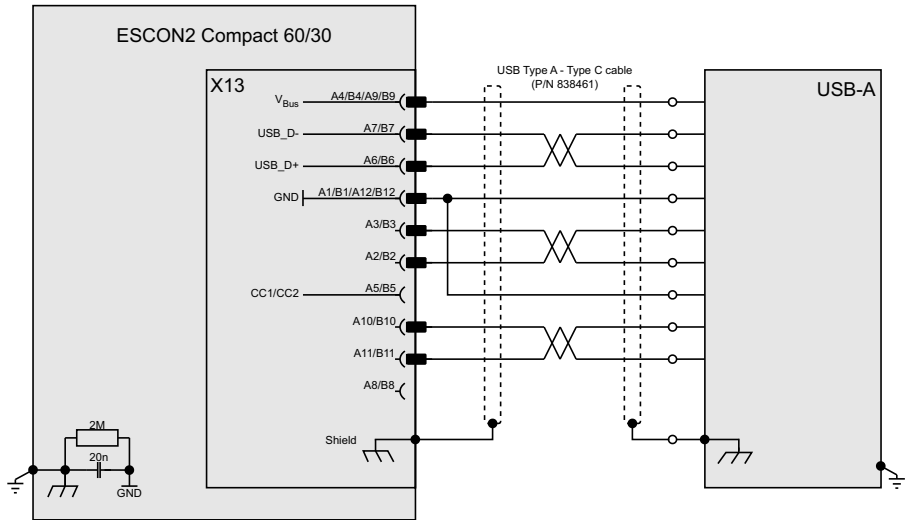 ESCON2 Compact 60/30
USB Type A - Type C cable
(P/N 838461)
X13
USB-A
VBus
A4/B4/A9/B9
USB_D-
A7/B7
USB_D+
A6/B6
GND
A1/B1/A12/B12
A3/B3
A2/B2
CC1/CC2
A5/B5
A10/B10
A11/B11
A8/B8
Shield
2M
20n
GND